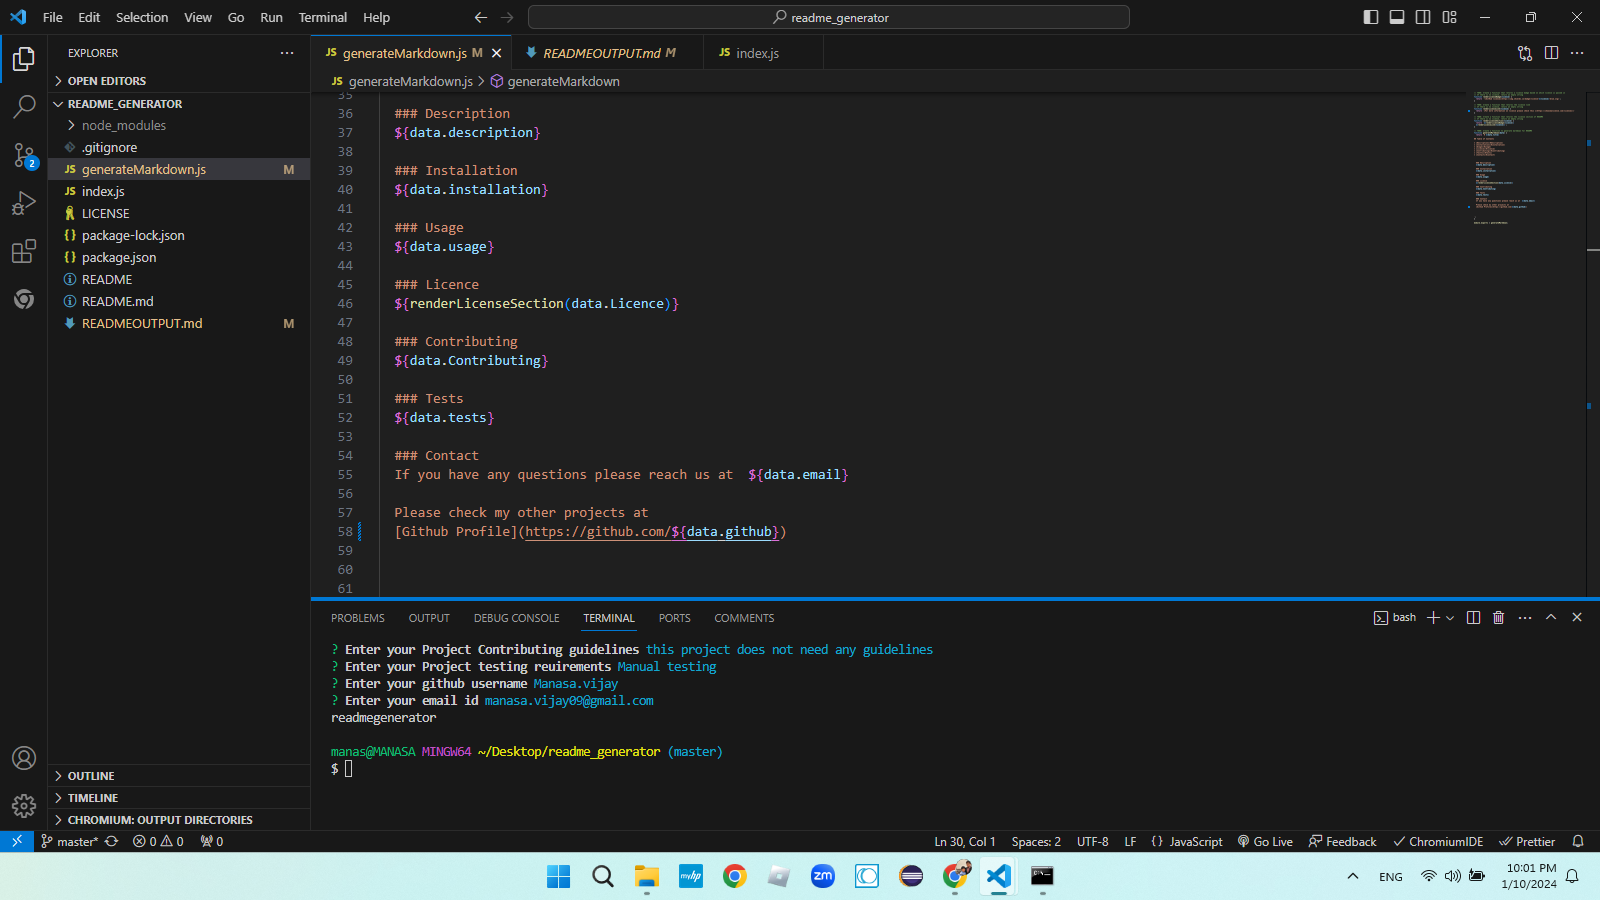 File Edit Selection View Go Run Terminal Help
readme_generator
EXPLORER
OPEN EDITORS
README_GENERATOR
node_modules
.gitignore
JS generateMarkdown.js M
JS index.js
LICENSE
{} package-lock.json
{} package.json
README
README.md
READMEOUTPUT.md M
OUTLINE
TIMELINE
CHROMIUM: OUTPUT DIRECTORIES
2
JS generateMarkdown.js M
READMEOUTPUT.md M
JS index.js
JS generateMarkdown.js > generateMarkdown
35
36 ### Description
37 ${data.description}
38
39 ### Installation
40 ${data.installation}
41
42 ### Usage
43 ${data.usage}
44
45 ### Licence
46 ${renderLicenseSection(data.Licence)}
47
48 ### Contributing
49 ${data.Contributing}
50
51 ### Tests
52 ${data.tests}
53
54 ### Contact
55 If you have any questions please reach us at  ${data.email}
56
57 Please check my other projects at
58 [Github Profile](https://github.com/${data.github})
59
60
61
PROBLEMS OUTPUT DEBUG CONSOLE TERMINAL PORTS COMMENTS
bash
? Enter your Project Contributing guidelines this project does not need any guidelines
? Enter your Project testing reuirements Manual testing
? Enter your github username Manasa.vijay
? Enter your email id manasa.vijay09@gmail.com
readmegenerator
manas@MANASA MINGW64 ~/Desktop/readme_generator (master)
$
master* 0 0 0
Ln 30, Col 1 Spaces: 2 UTF-8 LF {} JavaScript Go Live Feedback ChromiumIDE Prettier
myhp
zm
ENG
10:01 PM
1/10/2024